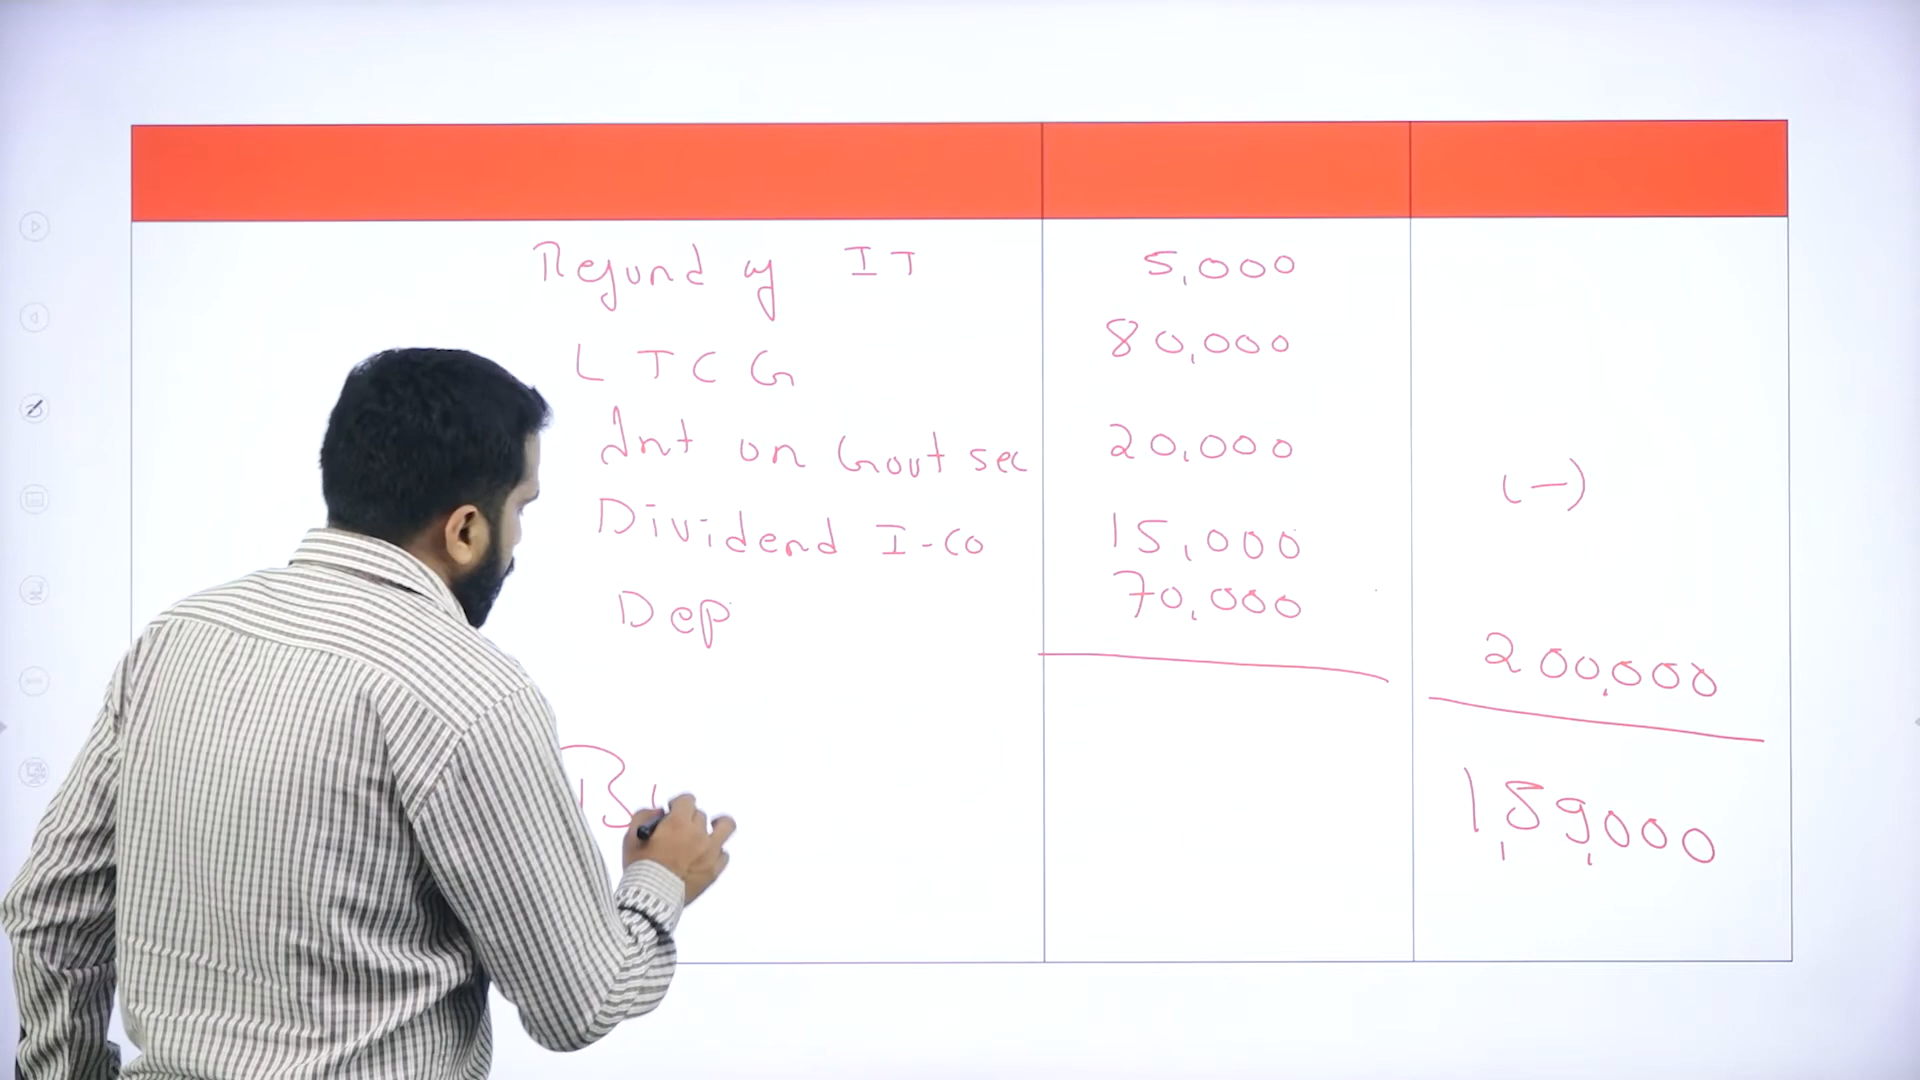 Refund of IT 5,000
LTCG 80,000
Int on Govt sec 20,000
(-)
Dividend I-Co 15,000
Dep 70,000
200,000
1,89,000